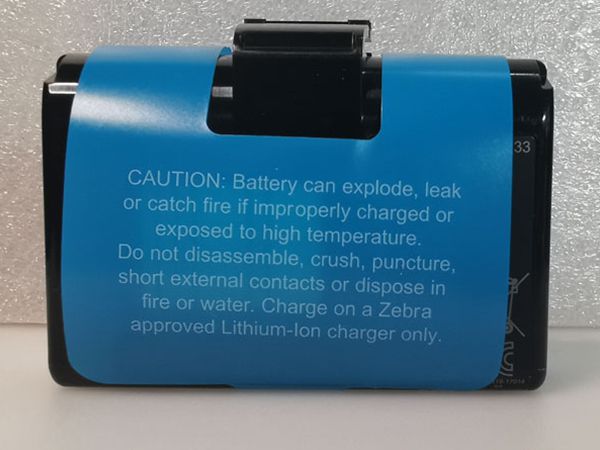 33
CAUTION: Battery can explode, leak
or catch fire if improperly charged or
exposed to high temperature.
Do not disassemble, crush, puncture,
short external contacts or dispose in
fire or water. Charge on a Zebra
approved Lithium-Ion charger only.